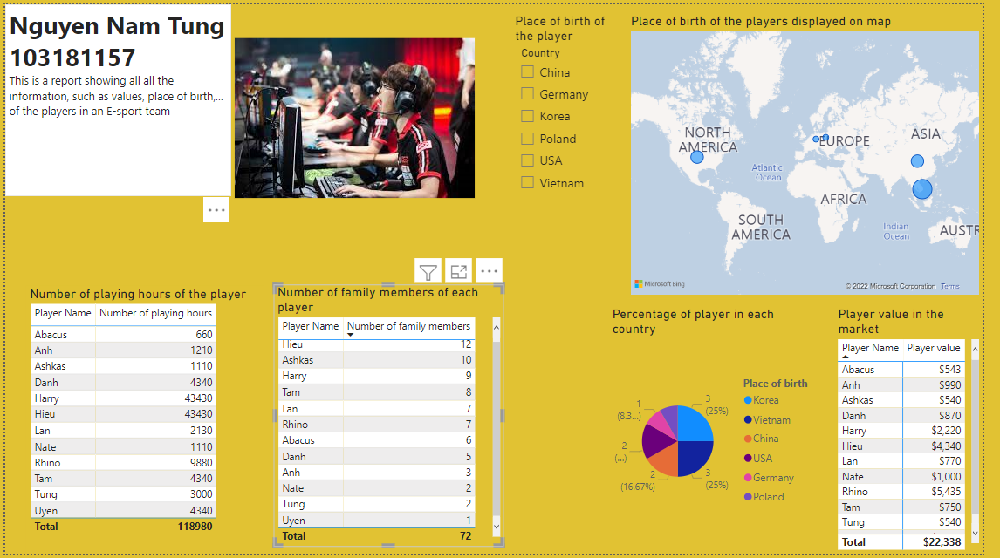 Nguyen Nam Tung
103181157
This is a report showing all all the
information, such as values, place of birth,...
of the players in an E-sport team
Place of birth of
the player
Country
China
Germany
Korea
Poland
USA
Vietnam
Place of birth of the players displayed on map
NORTH
AMERICA
EUROPE
ASIA
Atlantic
Ocean
AFRICA
SOUTH
AMERICA
Indian
Ocean
AUSTR
Microsoft Bing
© 2022 Microsoft Corporation Terms
Number of playing hours of the player
Player Name Number of playing hours
Abacus 660
Anh 1210
Ashkas 1110
Danh 4340
Harry 43430
Hieu 43430
Lan 2130
Nate 1110
Rhino 9880
Tam 4340
Tung 3000
Uyen 4340
Total 118980
Number of family members of each
player
Player Name Number of family members
Hieu 12
Ashkas 10
Harry 9
Tam 8
Lan 7
Rhino 7
Abacus 6
Danh 5
Anh 3
Nate 2
Tung 2
Uyen 1
Total 72
Percentage of player in each
country
3
(25%)
3
(25%)
2
(16.67%)
2
(...)
1
(8.3...)
Place of birth
Korea
Vietnam
China
USA
Germany
Poland
Player value in the
market
Player Name Player value
Abacus $543
Anh $990
Ashkas $540
Danh $870
Harry $2,220
Hieu $4,340
Lan $770
Nate $1,000
Rhino $5,435
Tam $750
Tung $540
Total $22,338